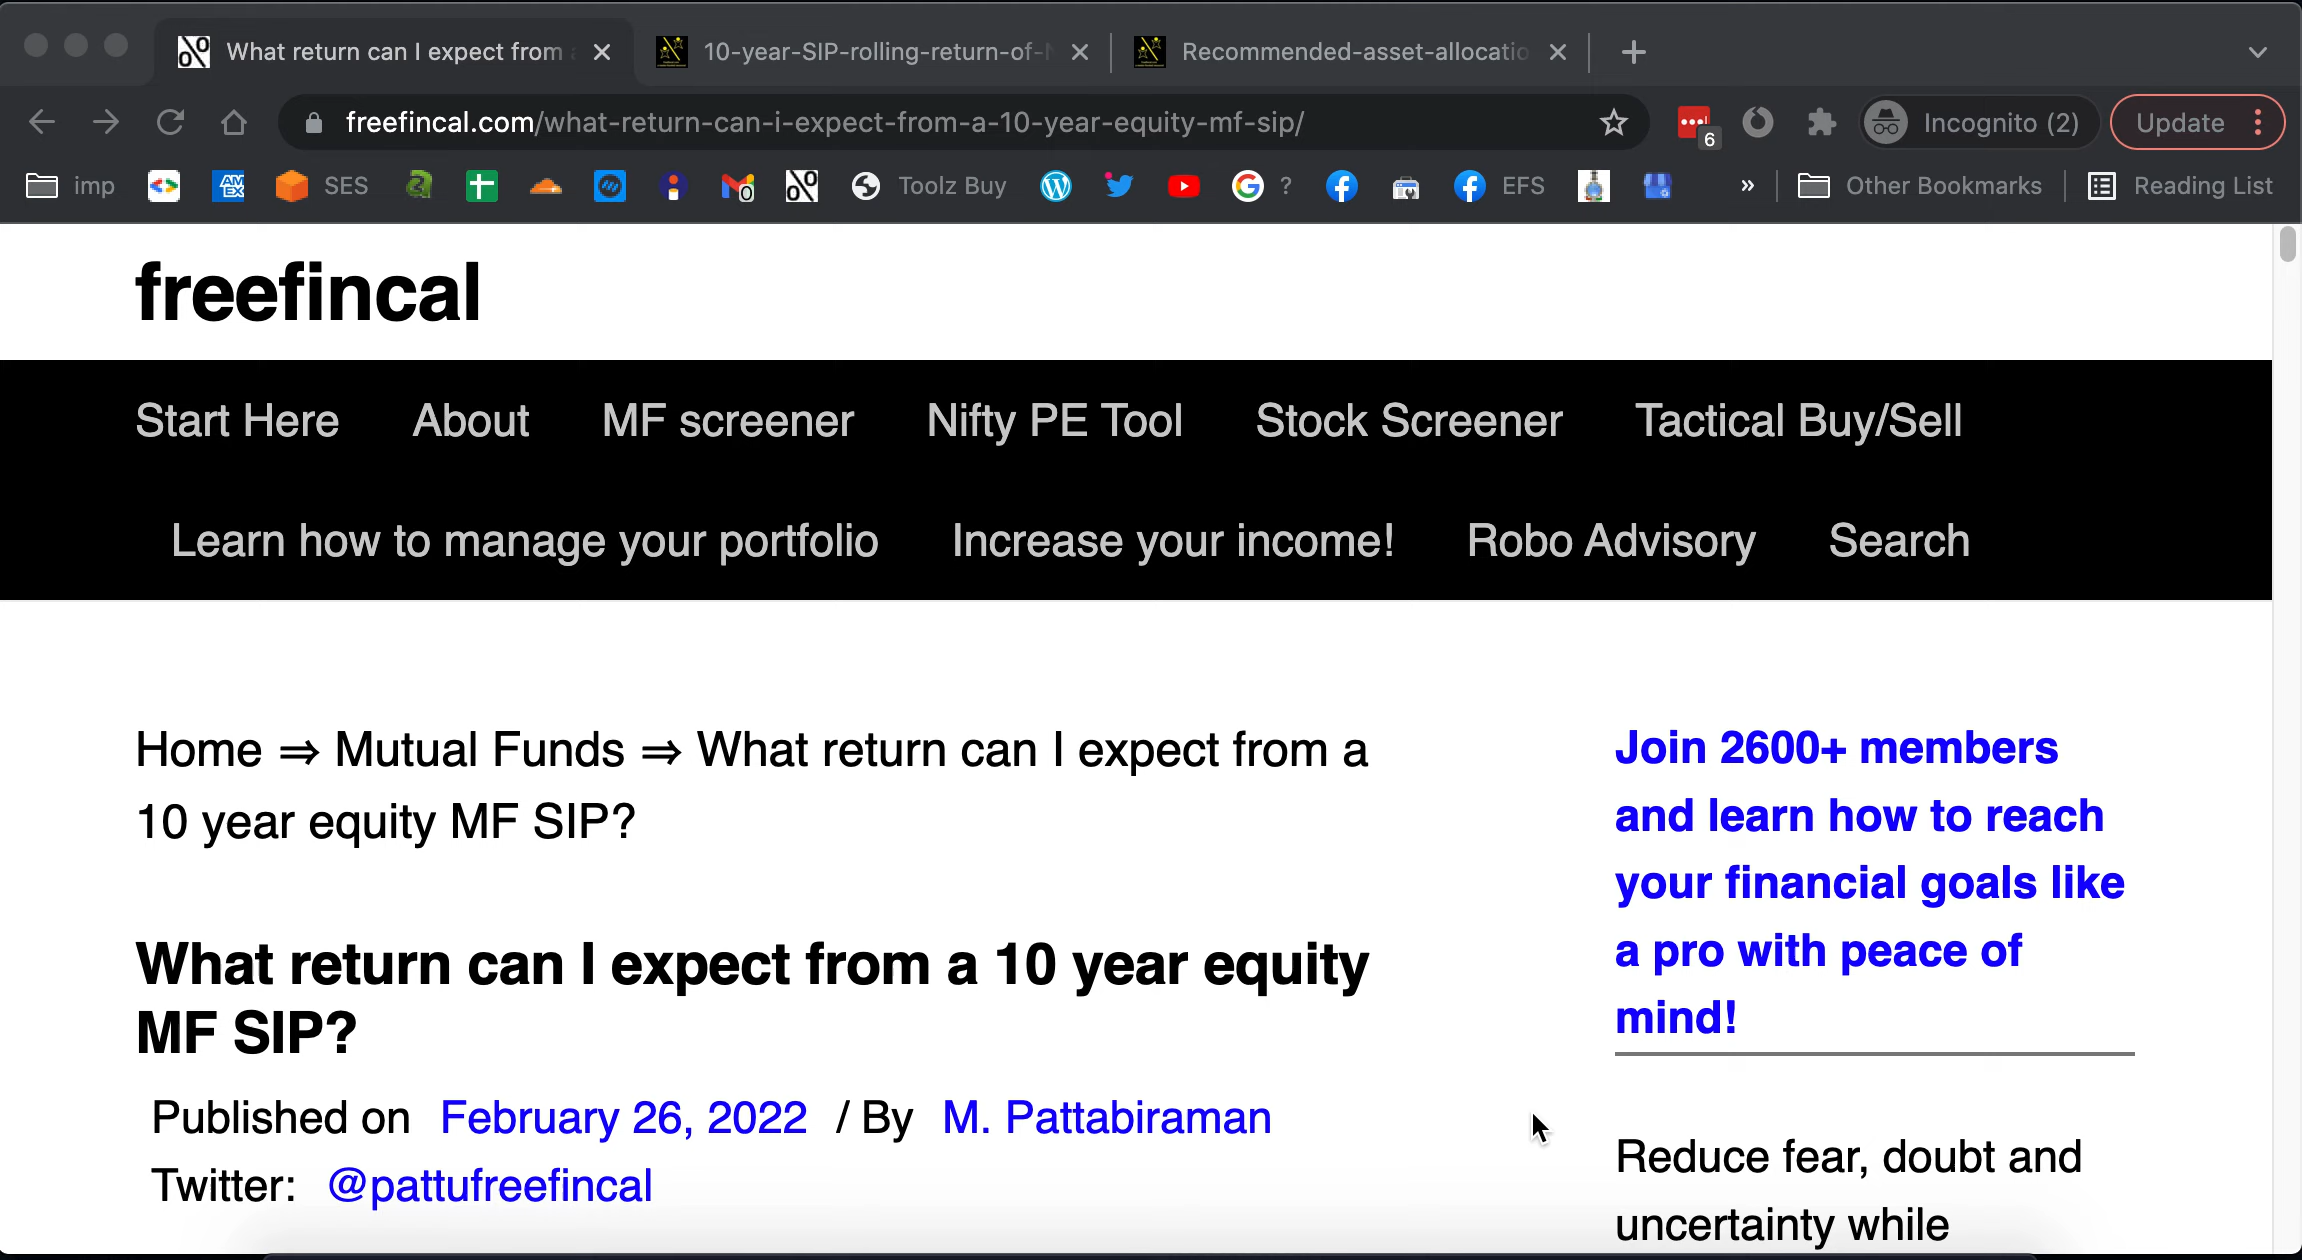 What return can I expect from
10-year-SIP-rolling-return-of-
Recommended-asset-allocatio
freefincal.com/what-return-can-i-expect-from-a-10-year-equity-mf-sip/
6
Incognito (2)
Update
imp
AM
EX
SES
0
Toolz Buy
?
EFS
»
Other Bookmarks
Reading List
freefincal
Start Here
About
MF screener
Nifty PE Tool
Stock Screener
Tactical Buy/Sell
Learn how to manage your portfolio
Increase your income!
Robo Advisory
Search
Home ⇒ Mutual Funds ⇒ What return can I expect from a
10 year equity MF SIP?
What return can I expect from a 10 year equity
MF SIP?
Published on February 26, 2022 / By M. Pattabiraman
Twitter: @pattufreefincal
Join 2600+ members
and learn how to reach
your financial goals like
a pro with peace of
mind!
Reduce fear, doubt and
uncertainty while